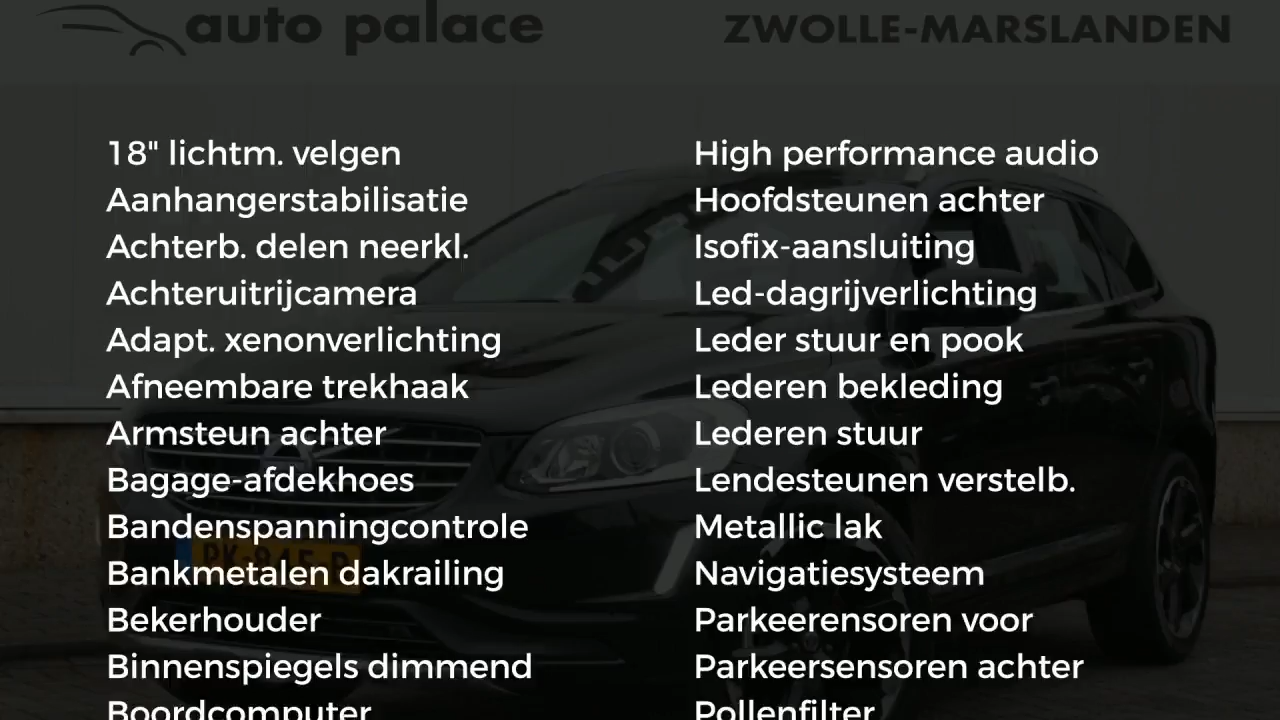 auto palace
ZWOLLE-MARSLANDEN
18" lichtm. velgen
Aanhangerstabilisatie
Achterb. delen neerkl.
Achteruitrijcamera
Adapt. xenonverlichting
Afneembare trekhaak
Armsteun achter
Bagage-afdekhoes
Bandenspanningcontrole
Bankmetalen dakrailing
Bekerhouder
Binnenspiegels dimmend
Boordcomputer
High performance audio
Hoofdsteunen achter
Isofix-aansluiting
Led-dagrijverlichting
Leder stuur en pook
Lederen bekleding
Lederen stuur
Lendesteunen verstelb.
Metallic lak
Navigatiesysteem
Parkeerensoren voor
Parkeersensoren achter
Pollenfilter